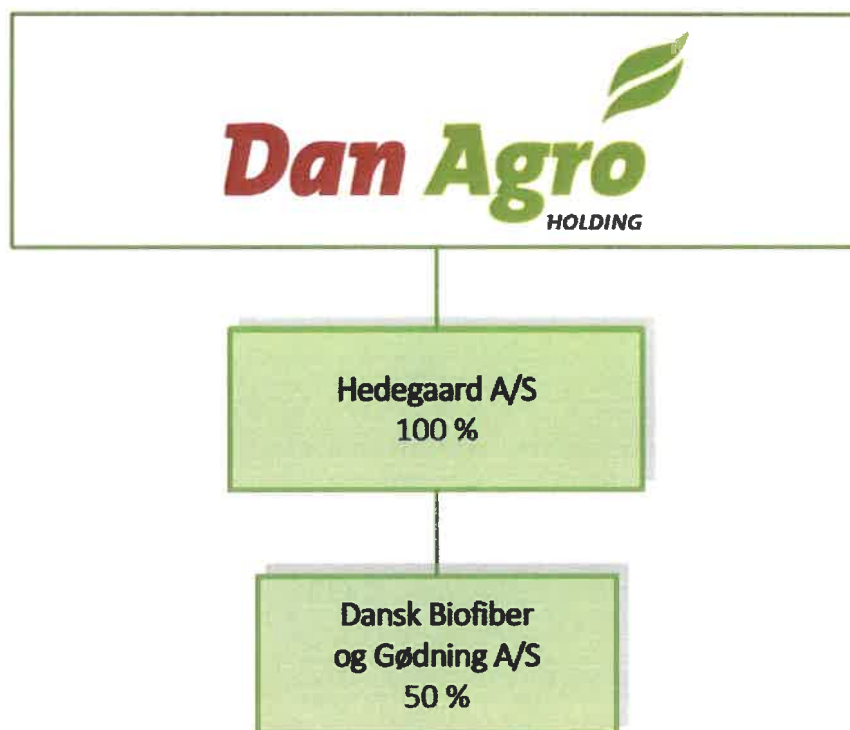 Dan Agro
HOLDING
Hedegaard A/S
100 %
Dansk Biofiber
og Gødning A/S
50 %